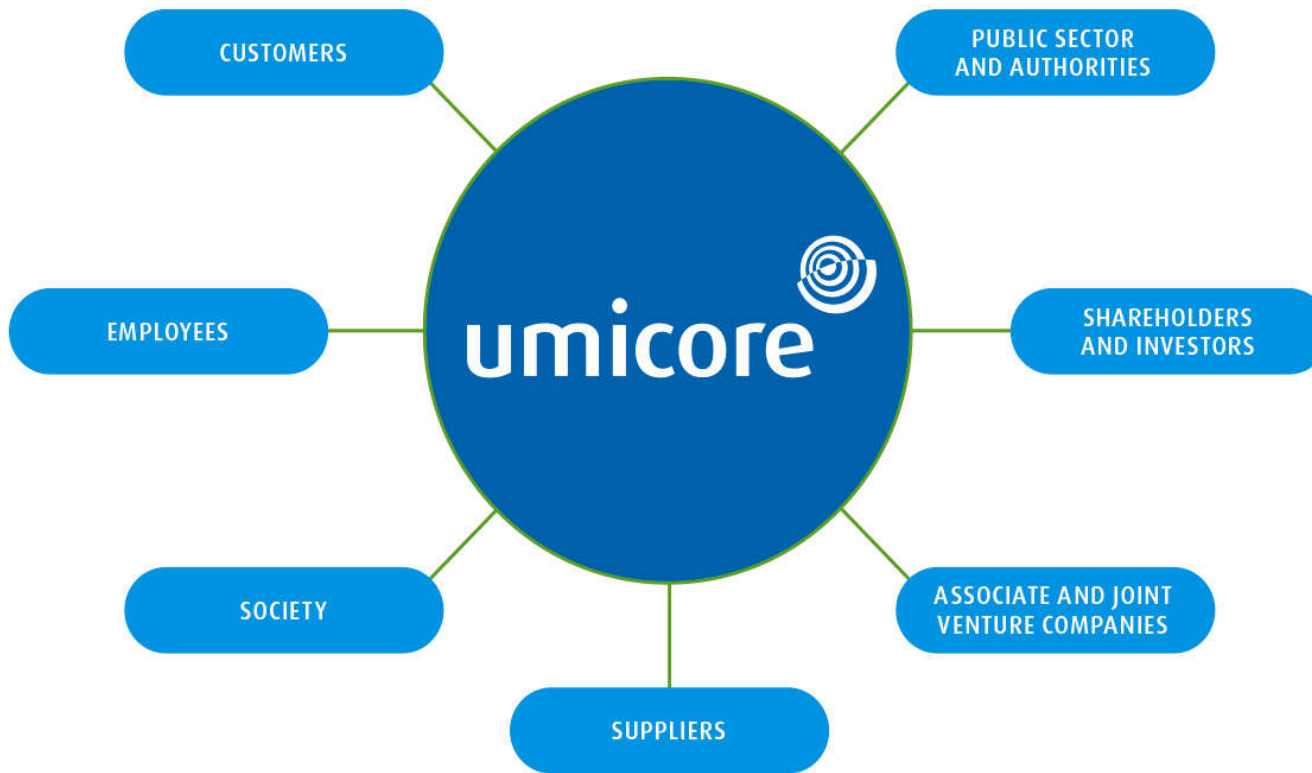 CUSTOMERS
PUBLIC SECTOR
AND AUTHORITIES
umicore
EMPLOYEES
SHAREHOLDERS
AND INVESTORS
SOCIETY
ASSOCIATE AND JOINT
VENTURE COMPANIES
SUPPLIERS